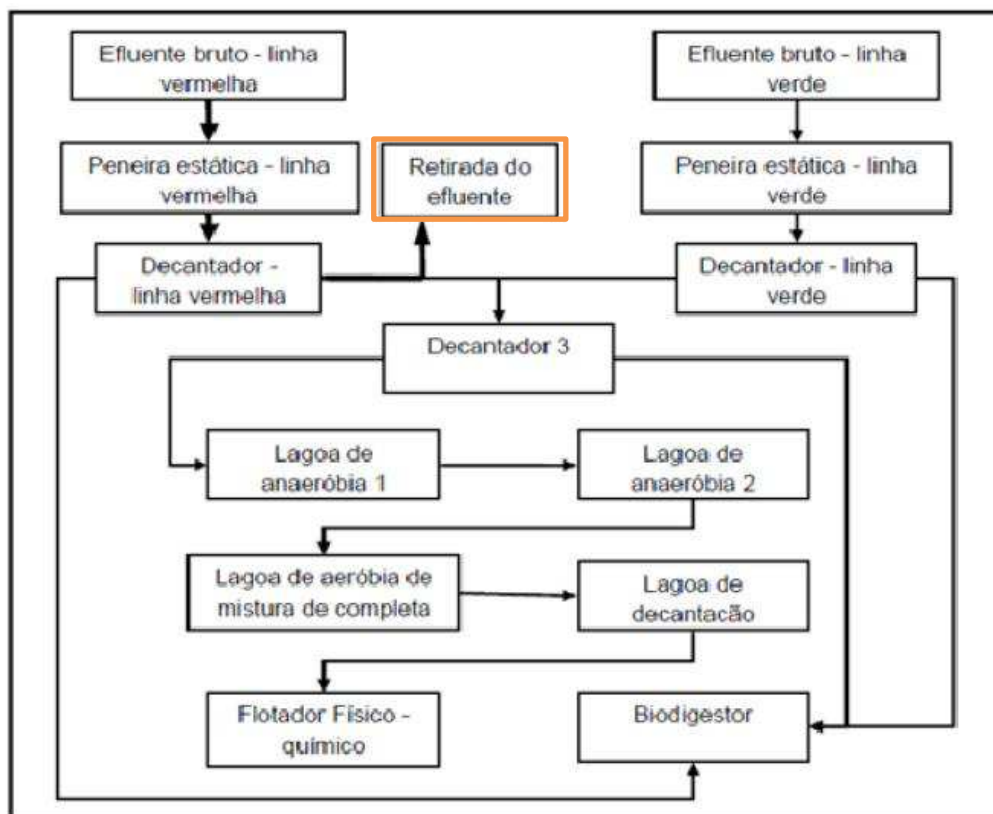 Efluente bruto - linha
vermelha
Efluente bruto - linha
verde
Peneira estática - linha
vermelha
Retirada do
efluente
Peneira estática - linha
verde
Decantador -
linha vermelha
Decantador - linha
verde
Decantador 3
Lagoa de
anaeróbia 1
Lagoa de
anaeróbia 2
Lagoa de aeróbia de
mistura de completa
Lagoa de
decantacão
Flotador Físico -
químico
Biodigestor